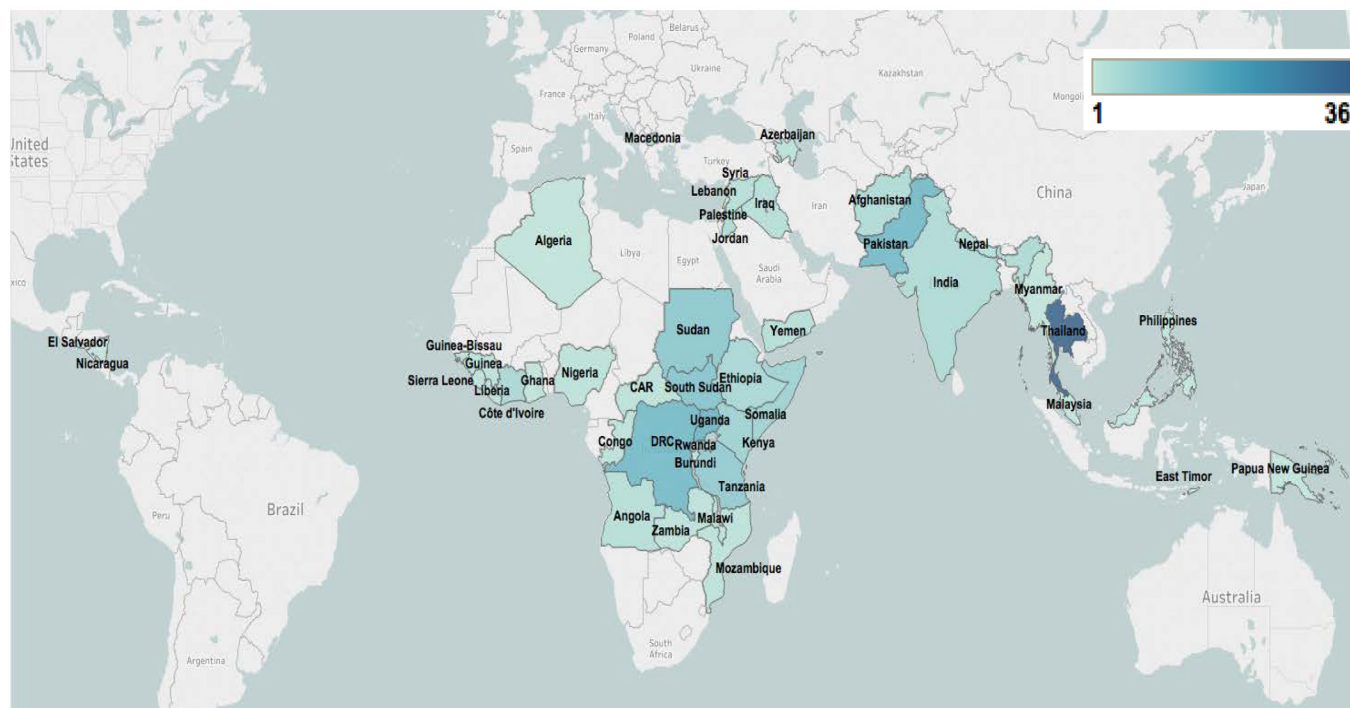 Belarus
Poland
Germany
Ukraine
Kazakhstan
France
Mongol
1
36
Italy
Macedonia
Azerbaijan
United
States
Spain
Turkey
Syria
China
Japan
Lebanon
Iraq
Iran
Afghanistan
Palestine
Jordan
Algeria
Libya
Egypt
Saudi
Arabia
Pakistan
Nepal
India
Myanmar
xico
Thailand
Philippines
Sudan
Yemen
El Salvador
Nicaragua
Guinea-Bissau
Guinea
Sierra Leone
Liberia
Côte d'Ivoire
Ghana
Nigeria
CAR
South Sudan
Ethiopia
Somalia
Malaysia
Uganda
Kenya
Congo
DRC
Rwanda
Burundi
Tanzania
East Timor
Papua New Guinea
Peru
Brazil
Angola
Zambia
Malawi
Mozambique
Australia
South
Africa
Argentina